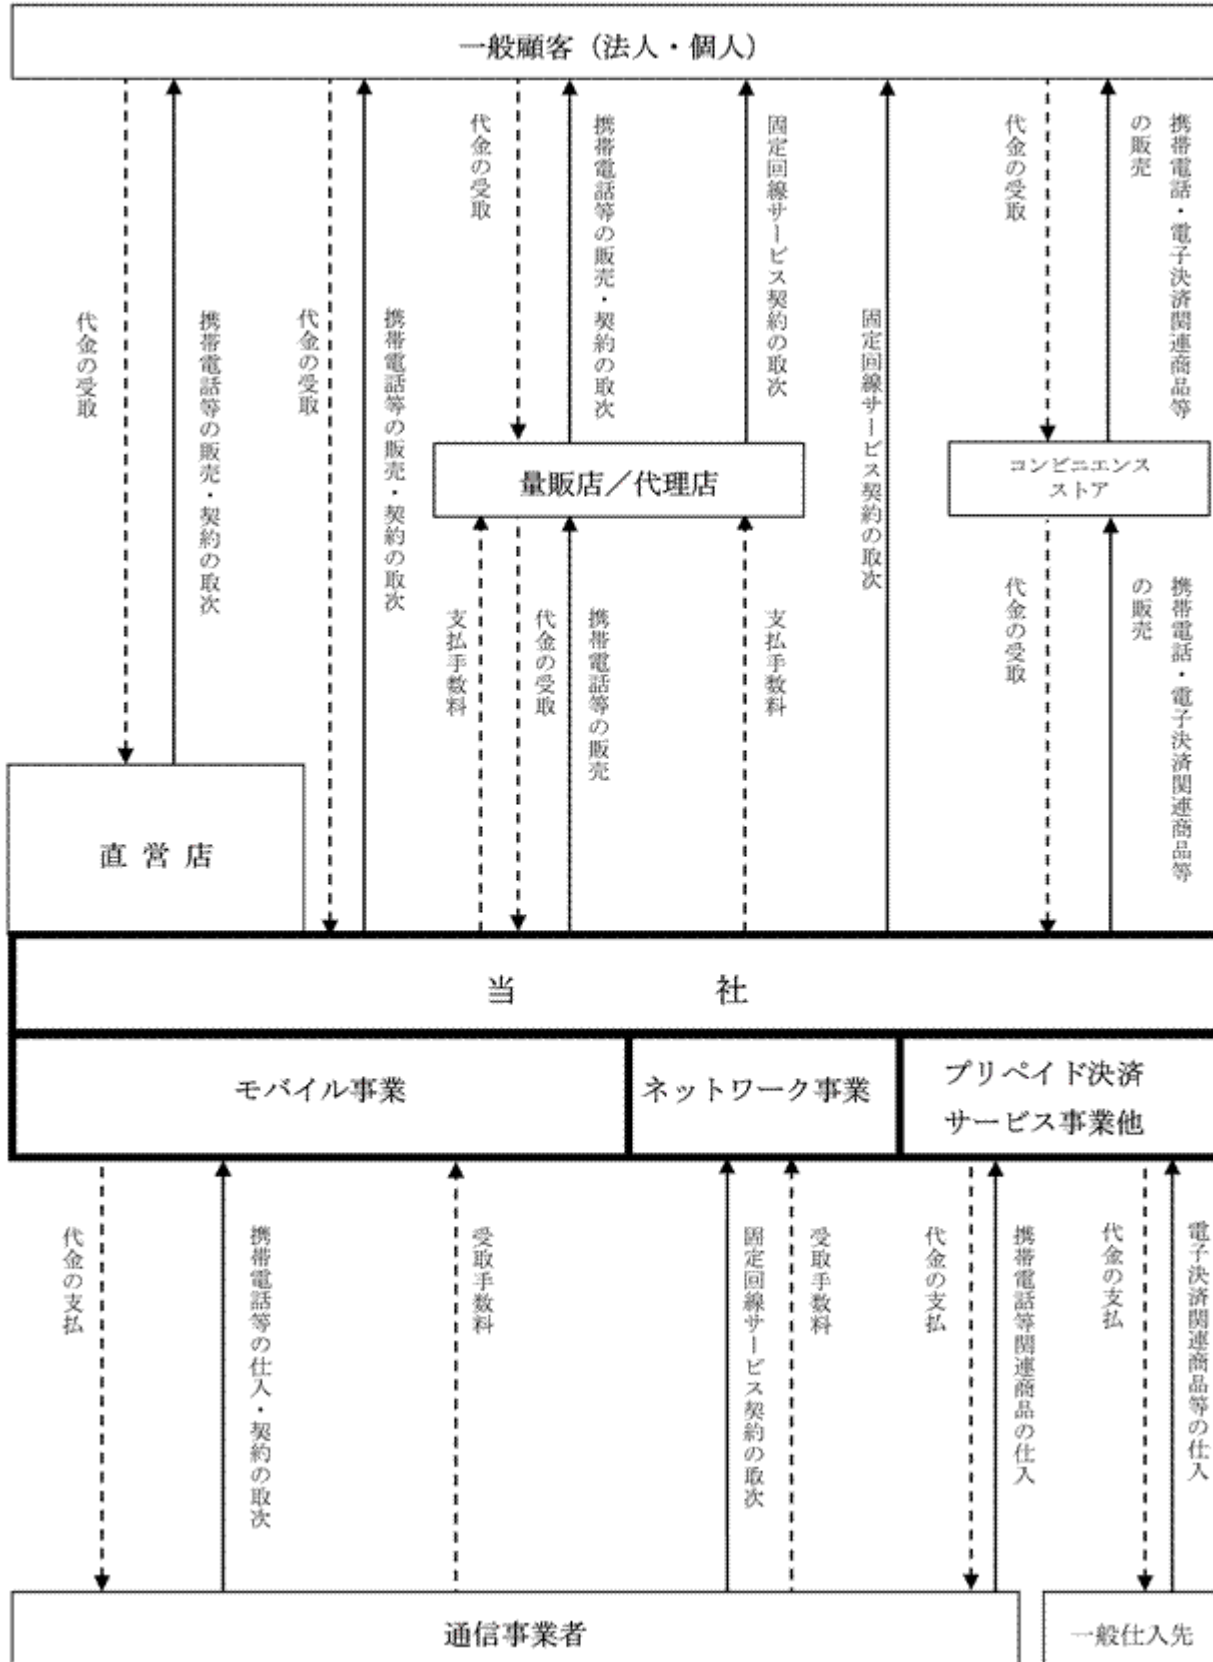 一般顧客（法人・個人）
代金の受取
携帯電話等の販売・契約の取次
代金の受取
携帯電話等の販売・契約の取次
代金の受取
携帯電話等の販売・契約の取次
固定回線サービス契約の取次
固定回線サービス契約の取次
代金の受取
携帯電話・電子決済関連商品等
の販売
量販店／代理店
コンビニエンス
ストア
支払手数料
代金の受取
携帯電話等の販売
支払手数料
代金の受取
携帯電話・電子決済関連商品等
の販売
直営店
当社
モバイル事業
ネットワーク事業
プリペイド決済
サービス事業他
代金の支払
携帯電話等の仕入・契約の取次
受取手数料
固定回線サービス契約の取次
受取手数料
代金の支払
携帯電話等関連商品の仕入
代金の支払
電子決済関連商品等の仕入
通信事業者
一般仕入先